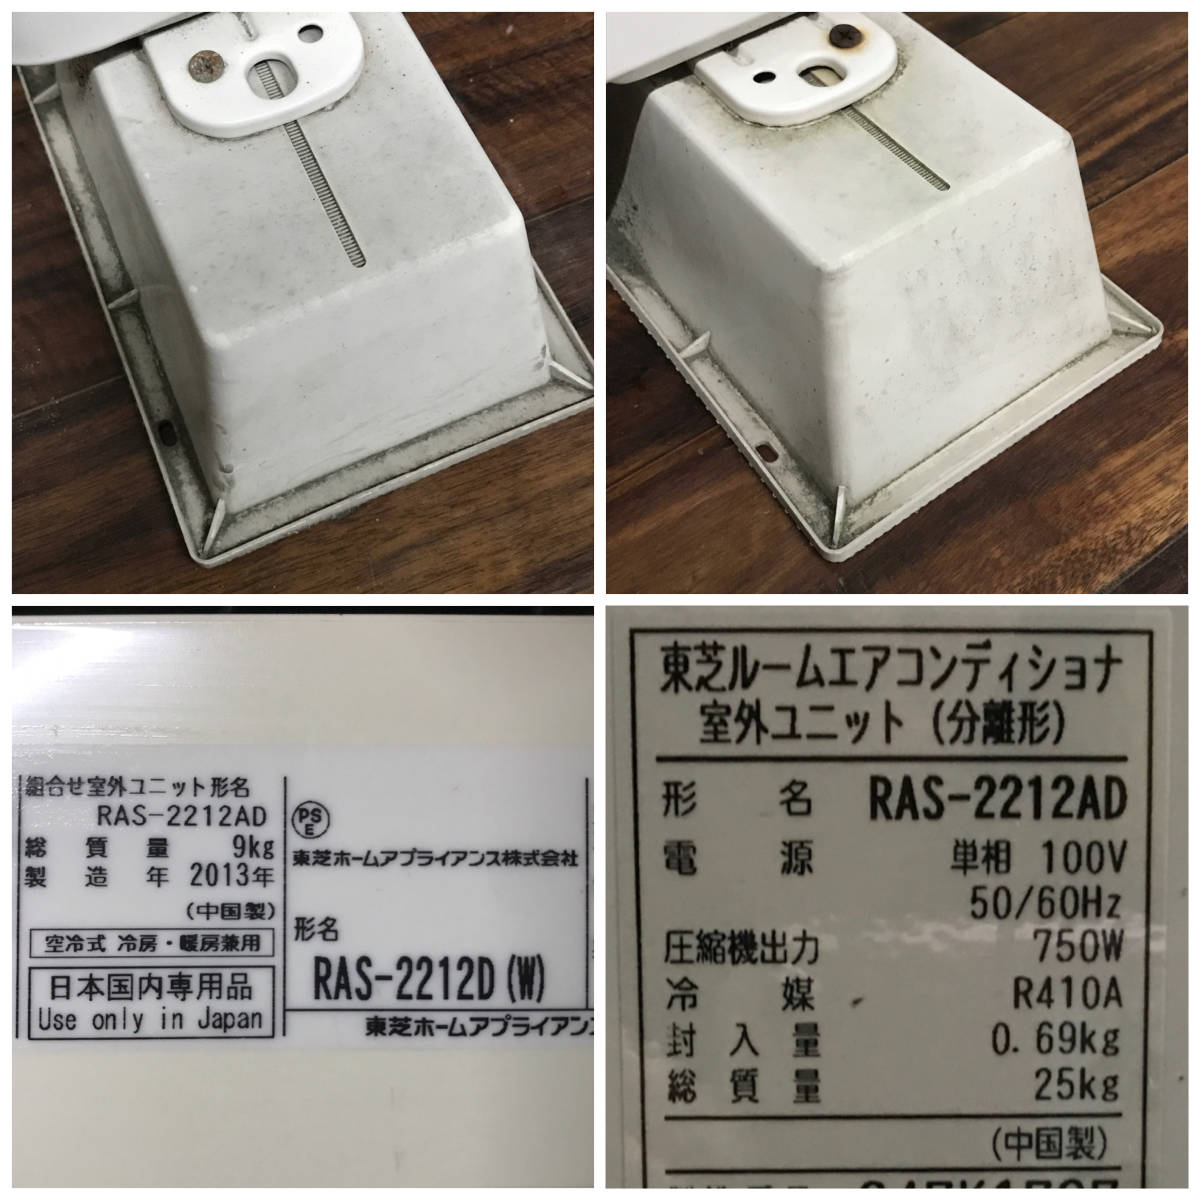 組合せ室外ユニット形名
RAS-2212AD
総質量 9kg
製造年 2013年
(中国製)
空冷式 冷房・暖房兼用
日本国内専用品
Use only in Japan
PS
E
東芝ホームアプライアンス株式会社
形名
RAS-2212D(W)
東芝ホームアプライアンス
東芝ルームエアコンディショナ
室外ユニット(分離形)
形名 RAS-2212AD
電源 単相 100V
50/60Hz
圧縮機出力 750W
冷媒 R410A
封入量 0.69kg
総質量 25kg
(中国製)